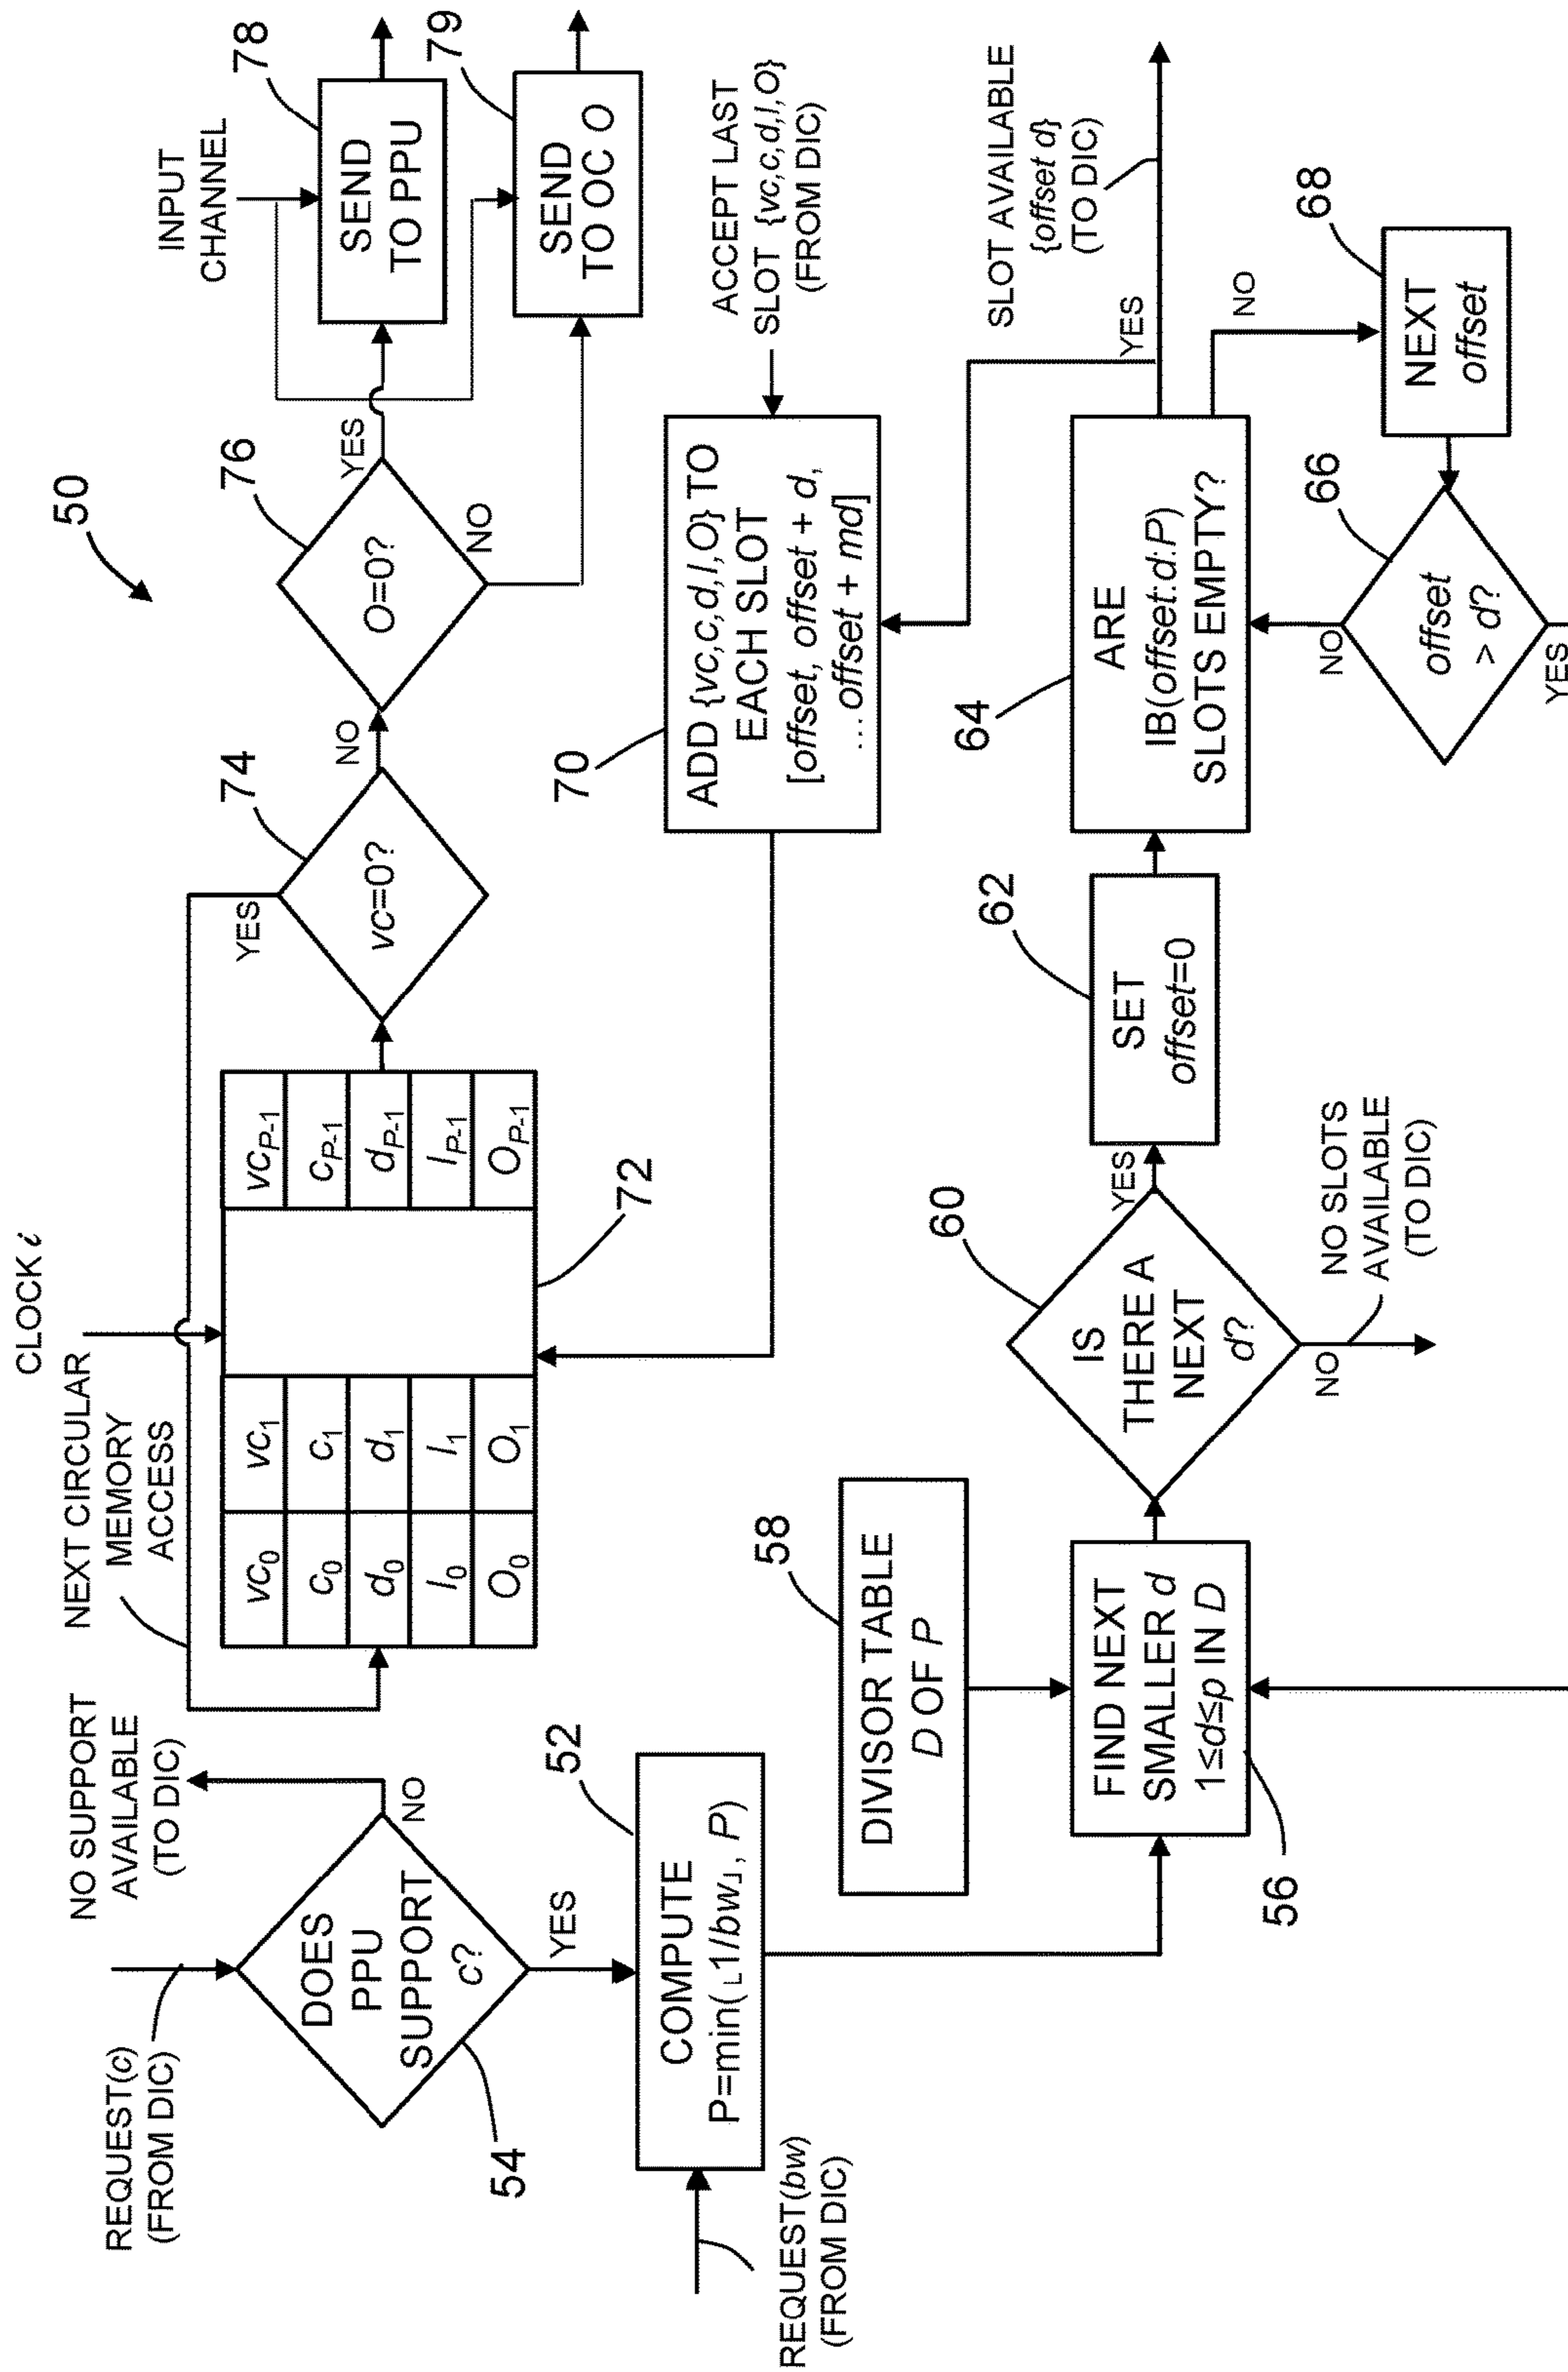 50
REQUEST(c)
(FROM DIC)
DOES
PPU
SUPPORT
c?
54
NO
NO SUPPORT
AVAILABLE
(TO DIC)
YES
REQUEST(bw)
(FROM DIC)
COMPUTE
P=min(⌊1/bw⌋, P)
52
NEXT CIRCULAR
MEMORY
ACCESS
CLOCK i
vc0 vc1 vcP-1
c0 c1 cP-1
d0 d1 dP-1
l0 l1 lP-1
O0 O1 OP-1
72
YES
vc=0?
74
NO
O=0?
76
YES
NO
INPUT
CHANNEL
SEND
TO PPU
78
SEND
TO OC O
79
ADD {vc,c,d,l,O} TO
EACH SLOT
[offset, offset + d,
…offset + md]
70
ACCEPT LAST
SLOT {vc,c,d,l,O}
(FROM DIC)
DIVISOR TABLE
D OF P
58
FIND NEXT
SMALLER d
1≤d≤p IN D
56
IS
THERE A
NEXT
d?
60
YES
NO
NO SLOTS
AVAILABLE
(TO DIC)
SET
offset=0
62
ARE
IB(offset:d:P)
SLOTS EMPTY?
64
YES
SLOT AVAILABLE
{offset d}
(TO DIC)
NO
NEXT
offset
68
offset
> d?
66
NO
YES